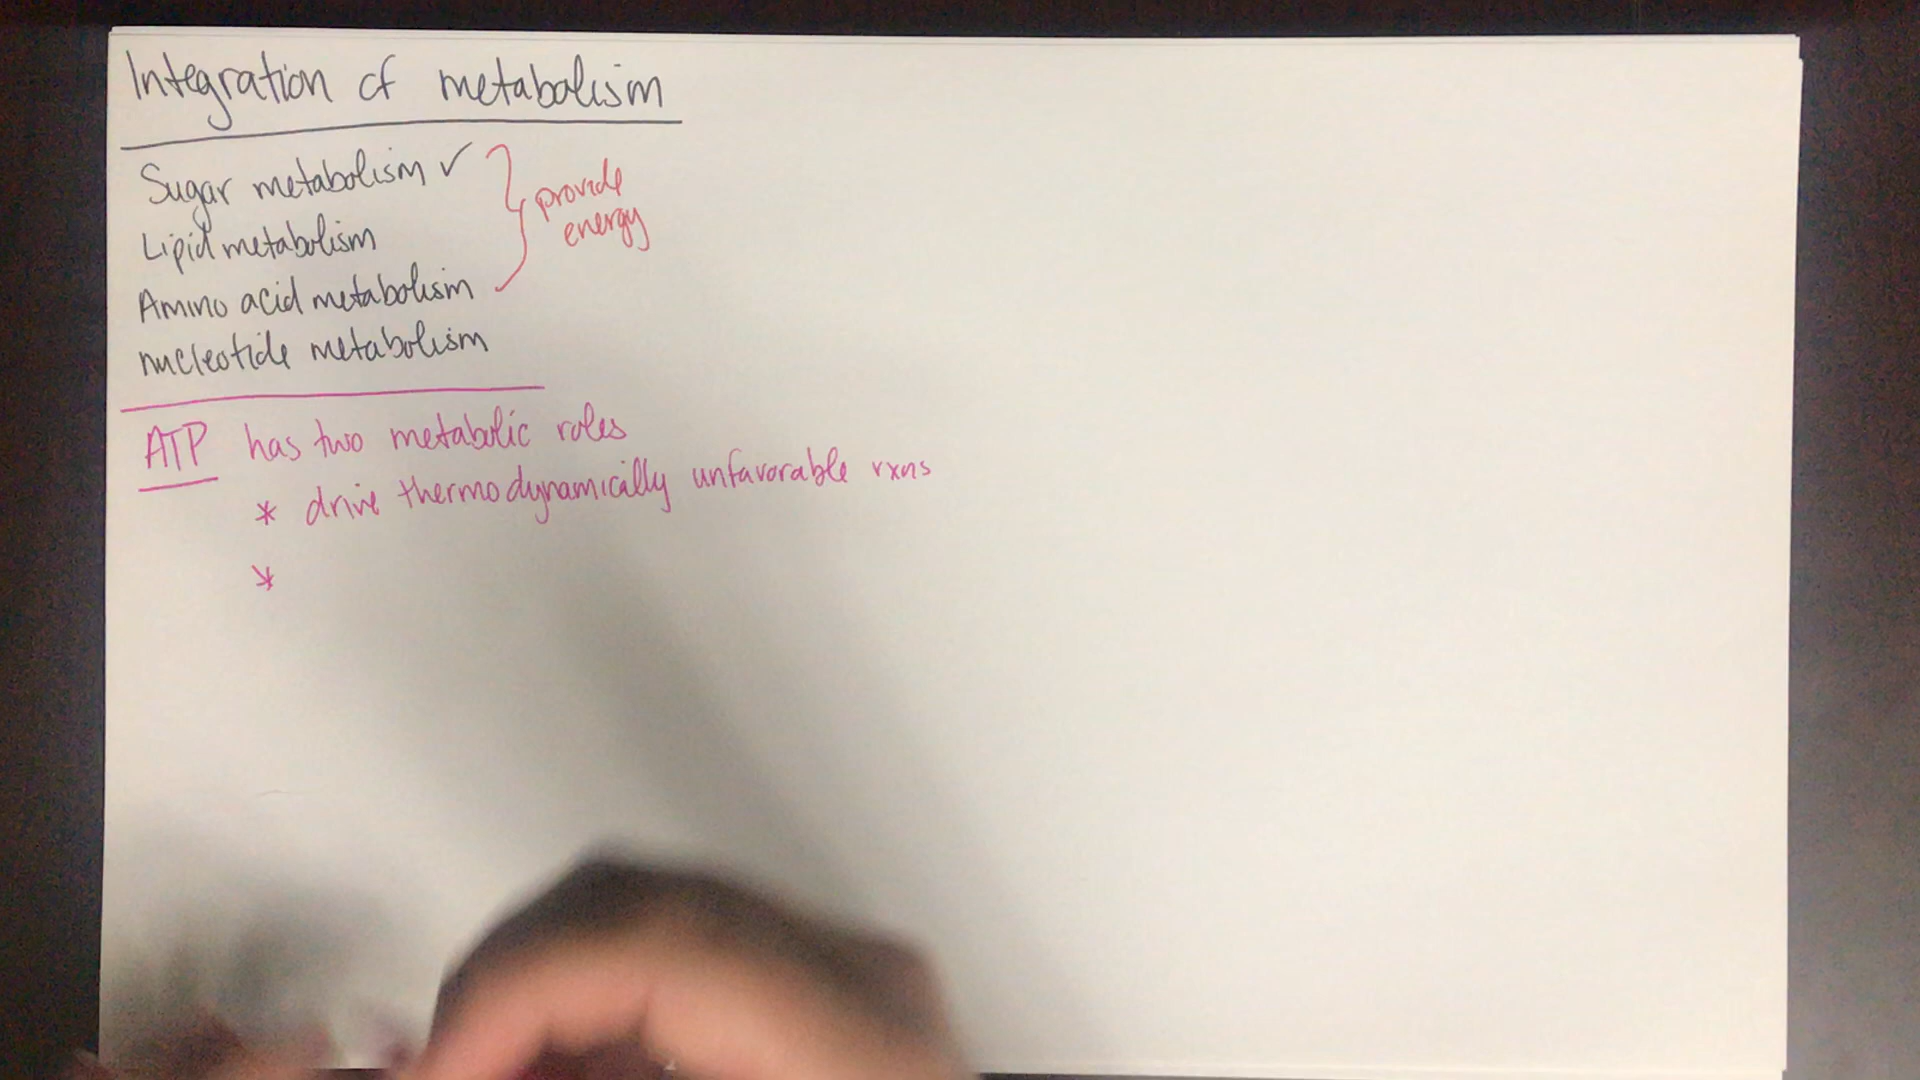 Integration of metabolism
Sugar metabolism ✓
Lipid metabolism
Amino acid metabolism
nucleotide metabolism
provide
energy
ATP has two metabolic roles
* drive thermodynamically unfavorable rxns
*